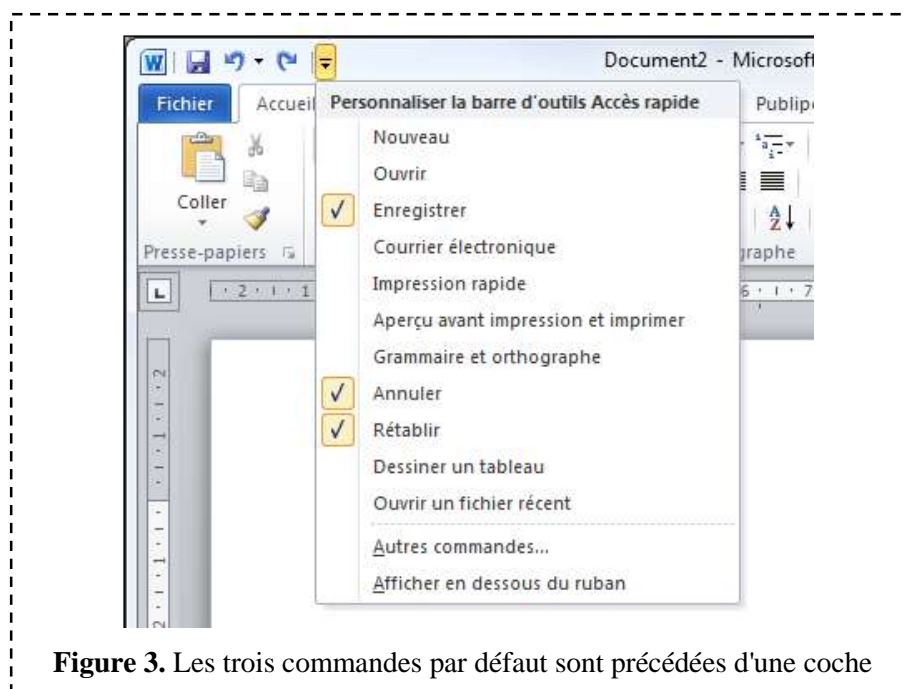 Document2 - Microsoft
Fichier
Accueil
Personnaliser la barre d'outils Accès rapide
Nouveau
Ouvrir
Coller
Enregistrer
Presse-papiers
Courrier électronique
Impression rapide
Aperçu avant impression et imprimer
Grammaire et orthographe
Annuler
Rétablir
Dessiner un tableau
Ouvrir un fichier récent
Autres commandes...
Afficher en dessous du ruban
Figure 3. Les trois commandes par défaut sont précédées d'une coche